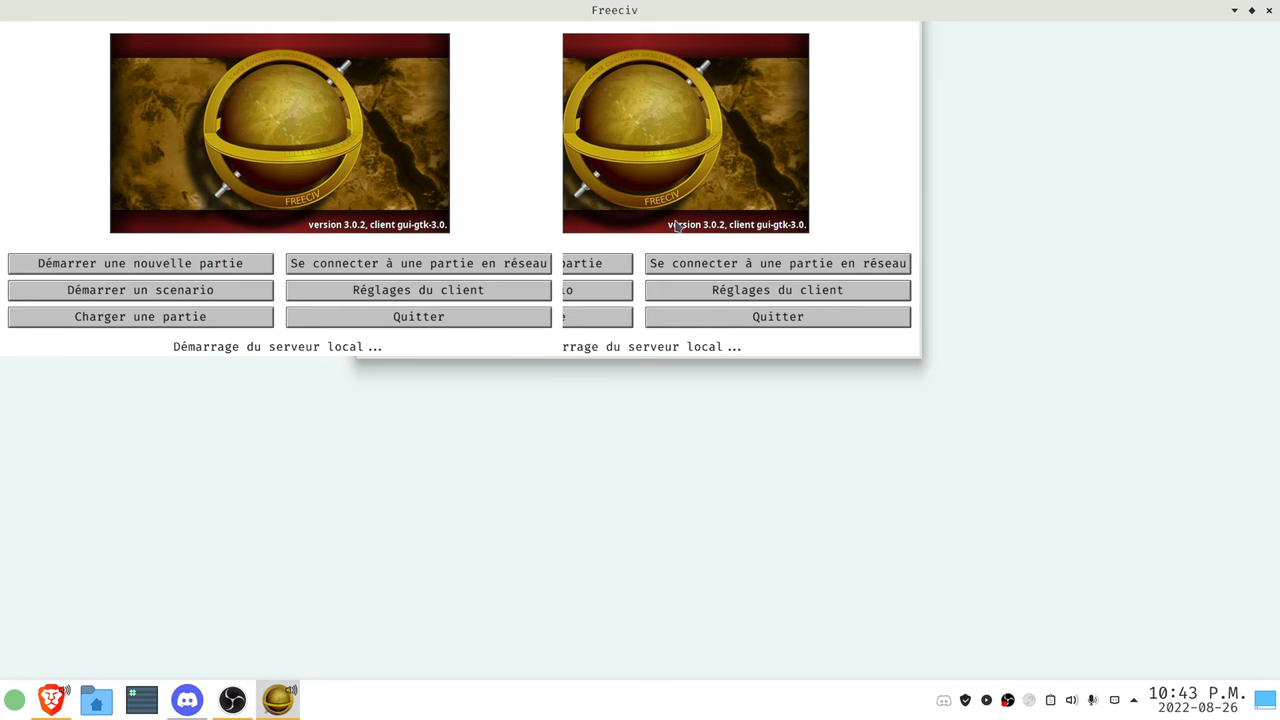 Freeciv
FREECIV
FREECIV
version 3.0.2, client gui-gtk-3.0.
version 3.0.2, client gui-gtk-3.0.
Démarrer une nouvelle partie
Se connecter à une partie en réseau
partie
Se connecter à une partie en réseau
Démarrer un scenario
Réglages du client
io
Réglages du client
Charger une partie
Quitter
e
Quitter
Démarrage du serveur local...
rrage du serveur local...
10:43 P.M.
2022-08-26